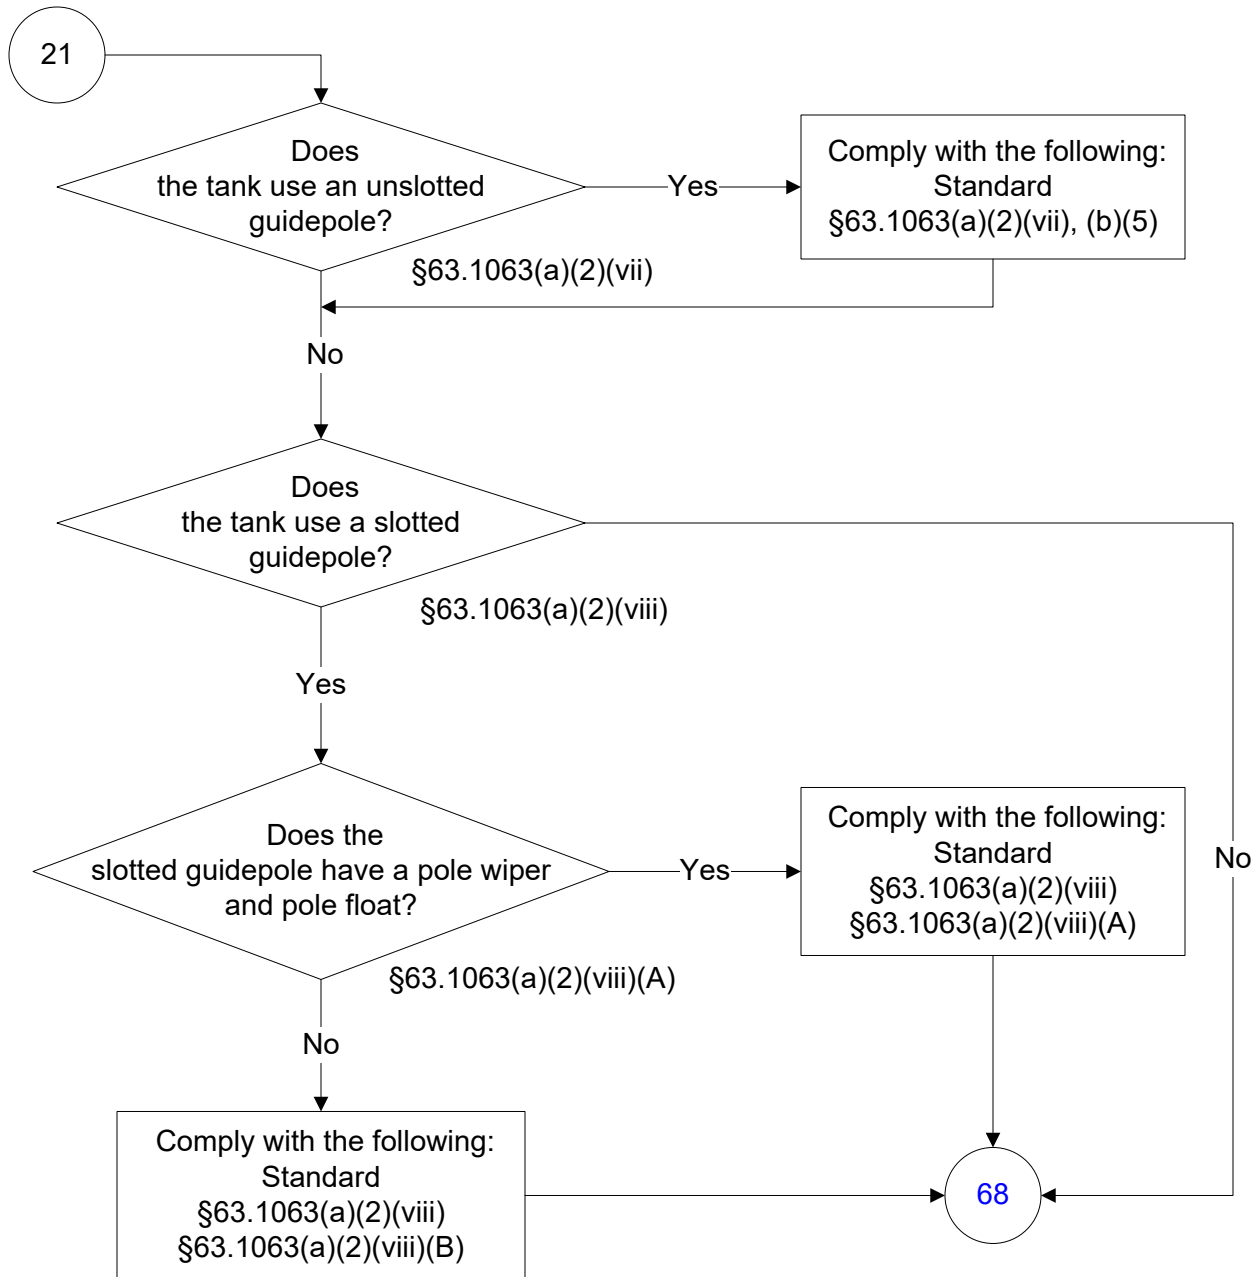 21
Does
the tank use an unslotted
guidepole?
Yes
Comply with the following:
Standard
§63.1063(a)(2)(vii), (b)(5)
§63.1063(a)(2)(vii)
No
Does
the tank use a slotted
guidepole?
§63.1063(a)(2)(viii)
Yes
Does the
slotted guidepole have a pole wiper
and pole float?
Yes
Comply with the following:
Standard
§63.1063(a)(2)(viii)
§63.1063(a)(2)(viii)(A)
No
§63.1063(a)(2)(viii)(A)
No
Comply with the following:
Standard
§63.1063(a)(2)(viii)
§63.1063(a)(2)(viii)(B)
68